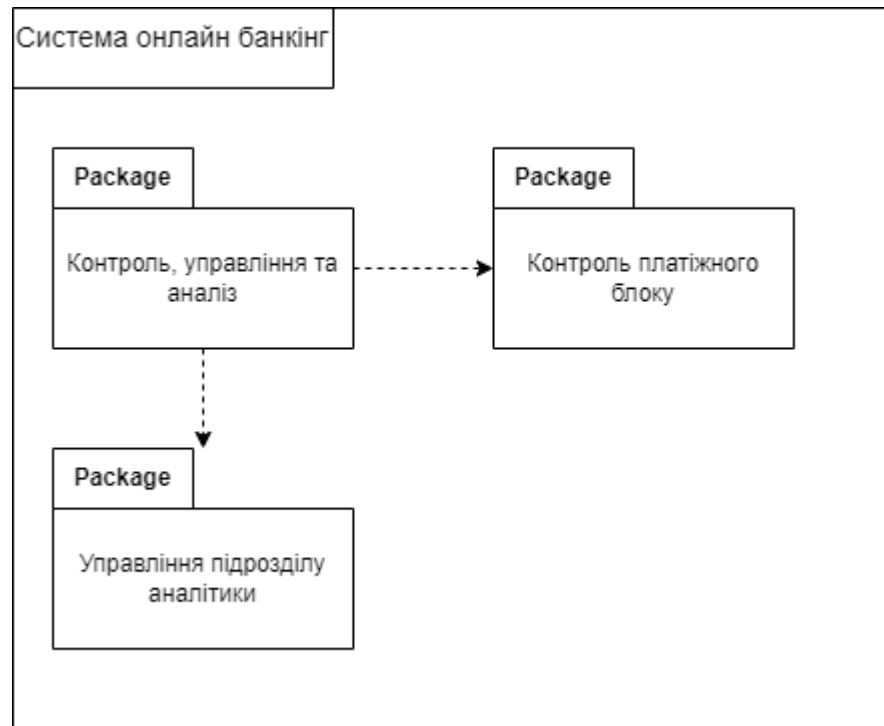 Система онлайн банкінг
Package
Package
Контроль, управління та
аналіз
Контроль платіжного
блоку
Package
Управління підрозділу
аналітики